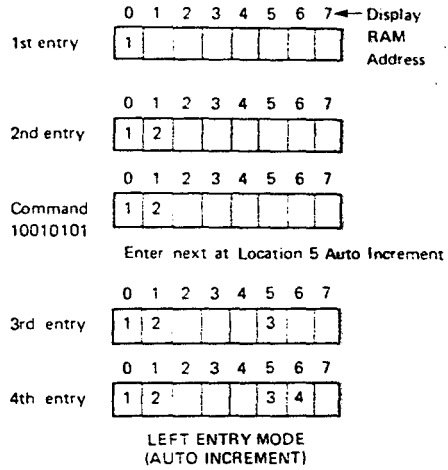 0 1 2 3 4 5 6 7 Display
RAM
Address
1st entry 1
0 1 2 3 4 5 6 7
2nd entry 1 2
0 1 2 3 4 5 6 7
Command
10010101 1 2
Enter next at Location 5 Auto Increment
0 1 2 3 4 5 6 7
3rd entry 1 2 3
0 1 2 3 4 5 6 7
4th entry 1 2 3 4
LEFT ENTRY MODE
(AUTO INCREMENT)